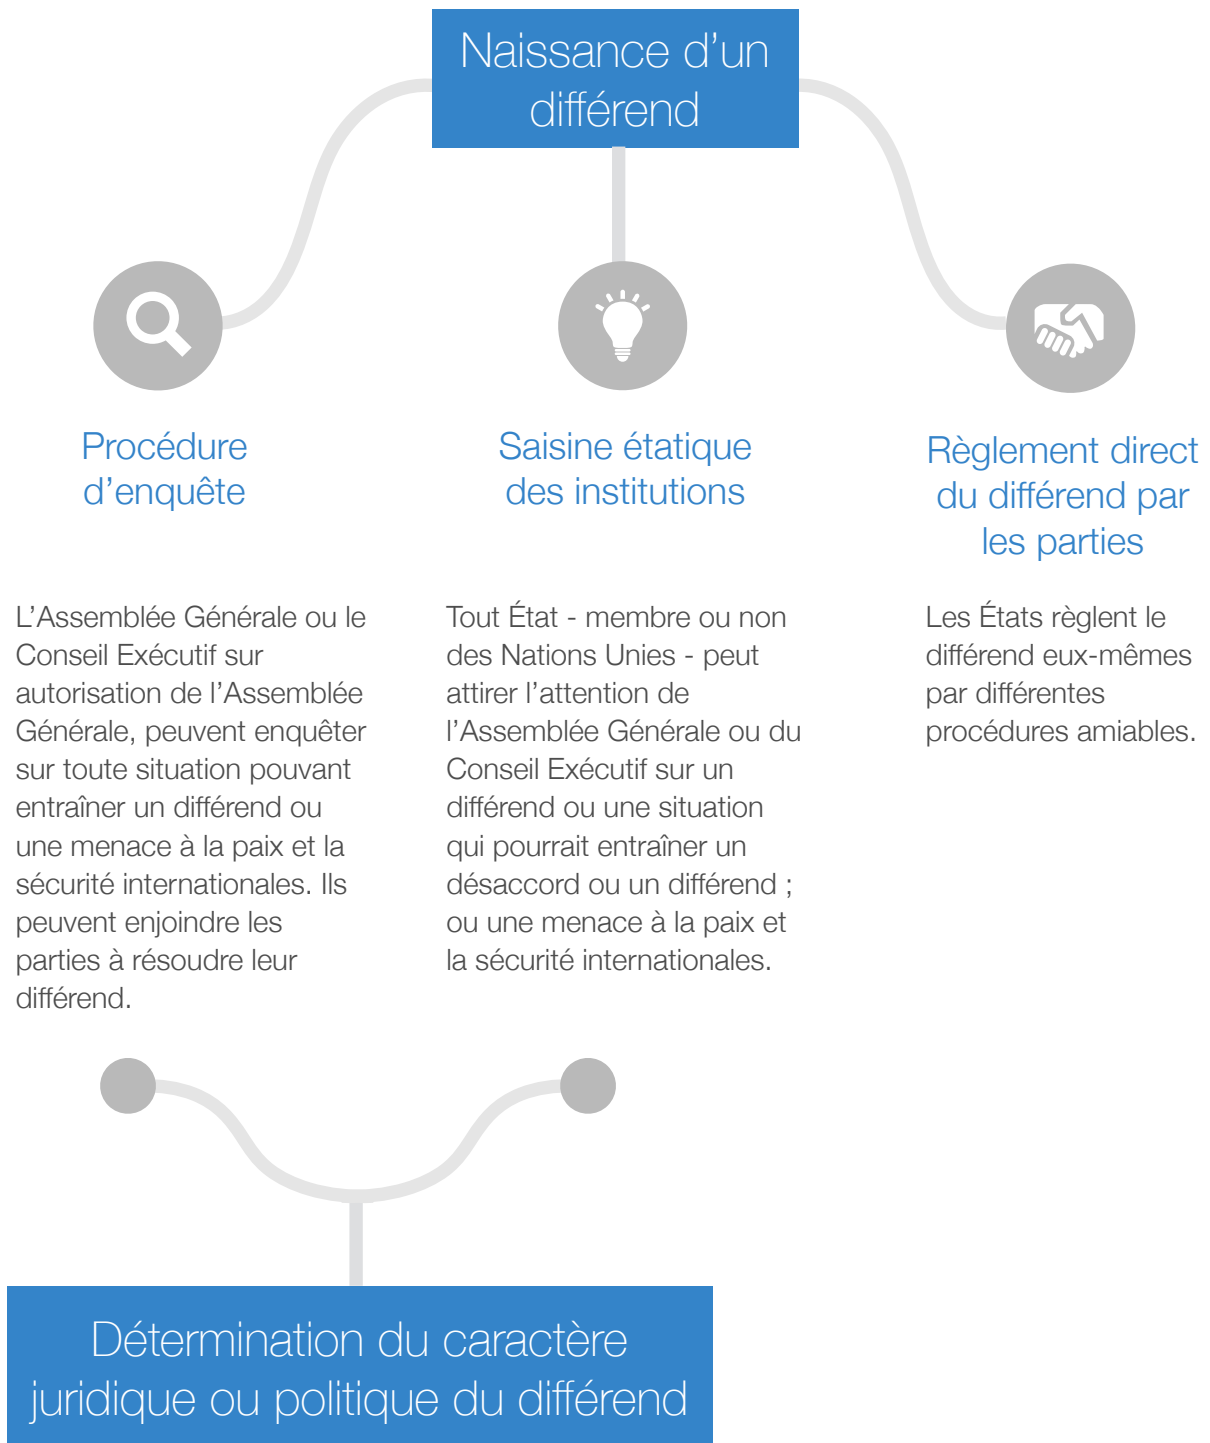 Naissance d’un
différend
Procédure
d’enquête
L’Assemblée Générale ou le
Conseil Exécutif sur
autorisation de l’Assemblée
Générale, peuvent enquêter
sur toute situation pouvant
entraîner un différend ou
une menace à la paix et la
sécurité internationales. Ils
peuvent enjoindre les
parties à résoudre leur
différend.
Saisine étatique
des institutions
Tout État - membre ou non
des Nations Unies - peut
attirer l’attention de
l’Assemblée Générale ou du
Conseil Exécutif sur un
différend ou une situation
qui pourrait entraîner un
désaccord ou un différend ;
ou une menace à la paix et
la sécurité internationales.
Règlement direct
du différend par
les parties
Les États règlent le
différend eux-mêmes
par différentes
procédures amiables.
Détermination du caractère
juridique ou politique du différend